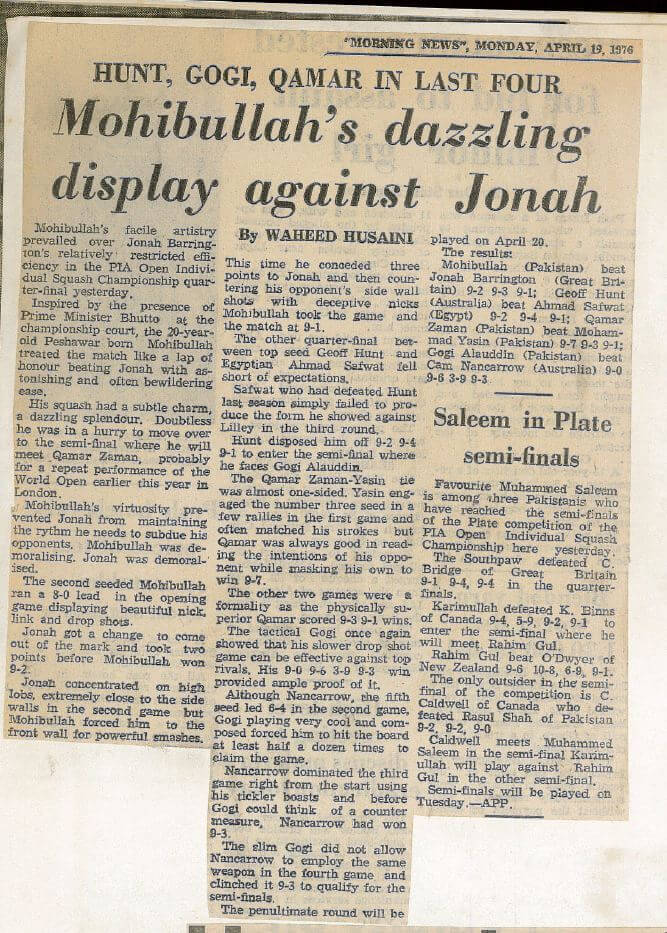 "MORNING NEWS", MONDAY, APRIL 19, 1976
HUNT, GOGI, QAMAR IN LAST FOUR
Mohibullah's dazzling
display against Jonah
Mohibullah's facile artistry
prevailed over Jonah Barring-
ton's relatively restricted effi-
ciency in the PIA Open Indivi-
dual Squash Championship quar-
ter-final yesterday.
Inspired by the presence of
Prime Minister Bhutto at the
championship court, the 20-year-
old Peshawar born Mohibullah
treated the match like a lap of
honour beating Jonah with as-
tonishing and often bewildering
ease.
His squash had a subtle charm,
a dazzling splendour. Doubtless
he was in a hurry to move over
to the semi-final where he will
meet Qamar Zaman, probably
for a repeat performance of the
World Open earlier this year in
London.
Mohibullah's virtuosity pre-
vented Jonah from maintaining
the rythm he needs to subdue his
opponents. Mohibullah was de-
moralising. Jonah was demoral-
ised.
The second seeded Mohibullah
ran a 8-0 lead in the opening
game displaying beautiful nick,
link and drop shots.
Jonah got a change to come
out of the mark and took two
points before Mohibullah won
9-2.
Jonah concentrated on high
lobs, extremely close to the side
walls in the second game but
Mohibullah forced him to the
front wall for powerful smashes.
By WAHEED HUSAINI
This time he conceded three
points to Jonah and then coun-
tering his opponent's side wall
shots with deceptive nicks
Mohibullah took the game and
the match at 9-1.
The other quarter-final bet-
ween top seed Geoff Hunt and
Egyptian Ahmad Safwat fell
short of expectations.
Safwat who had defeated Hunt
last season simply failed to pro-
duce the form he showed against
Lilley in the third round.
Hunt disposed him off 9-2 9-4
9-1 to enter the semi-final where
he faces Gogi Alauddin.
The Qamar Zaman-Yasin tie
was almost one-sided. Yasin eng-
aged the number three seed in a
few rallies in the first game and
often matched his strokes but
Qamar was always good in read-
ing the intentions of his oppo-
nent while masking his own to
win 9-7.
The other two games were a
formality as the physically su-
perior Qamar scored 9-3 9-1 wins.
The tactical Gogi once again
showed that his slower drop shot
game can be effective against top
rivals. His 9-0 9-6 3-9 9-3 win
provided ample proof of it.
Although Nancarrow, the fifth
seed led 6-4 in the second game,
Gogi playing very cool and com-
posed forced him to hit the board
at least half a dozen times to
claim the game.
Nancarrow dominated the third
game right from the start using
his tickler boasts and before
Gogi could think of a counter
measure, Nancarrow had won
9-3.
The slim Gogi did not allow
Nancarrow to employ the same
weapon in the fourth game and
clinched it 9-3 to qualify for the
semi-finals.
The penultimate round will be
played on April 20.
The results:
Mohibullah (Pakistan) beat
Jonah Barrington (Great Bri-
tain) 9-2 9-3 9-1; Geoff Hunt
(Australia) beat Ahmad Safwat
(Egypt) 9-2 9-4 9-1; Qamar
Zaman (Pakistan) beat Moham-
mad Yasin (Pakistan) 9-7 9-3 9-1;
Gogi Alauddin (Pakistan) beat
Cam Nancarrow (Australia) 9-0
9-6 3-9 9-3
Saleem in Plate
semi-finals
Favourite Muhammed Saleem
is among three Pakistanis who
have reached the semi-finals
of the Plate competition of the
PIA Open Individual Squash
Championship here yesterday.
The Southpaw defeated C.
Bridge of Great Britain
9-1 9-4, 9-4 in the quarter-
finals.
Karimullah defeated K. Binns
of Canada 9-4, 5-9, 9-2, 9-1 to
enter the semi-final where he
will meet Rahim Gul.
Rahim Gul beat O'Dwyer of
New Zealand 9-6 10-8, 6-9, 9-1.
The only outsider in the semi-
final of the competition is C.
Caldwell of Canada who de-
feated Rasul Shah of Pakistan
9-2, 9-2, 9-0
Caldwell meets Muhammed
Saleem in the semi-final Karim-
ullah will play against Rahim
Gul in the other semi-final.
Semi-finals will be played on
Tuesday.—APP.